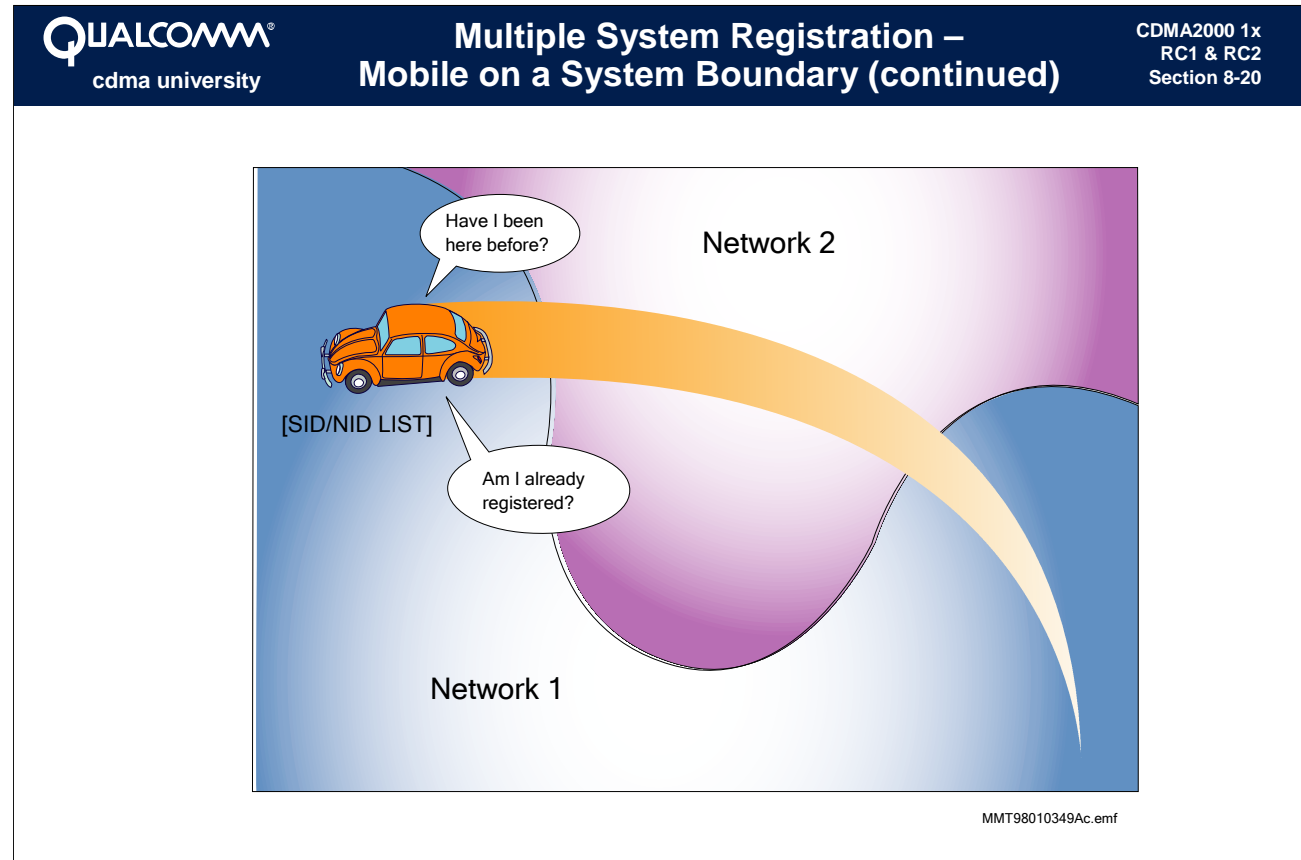 QUALCOMM®
cdma university
Multiple System Registration –
Mobile on a System Boundary (continued)
CDMA2000 1x
RC1 & RC2
Section 8-20
Have I been
here before?
Network 2
[SID/NID LIST]
Am I already
registered?
Network 1
MMT98010349Ac.emf